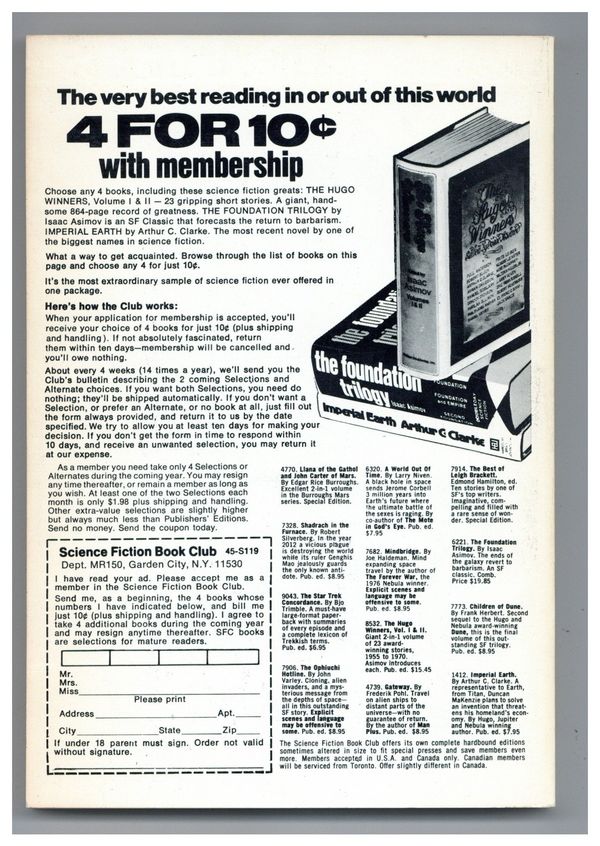 The very best reading in or out of this world
4 FOR 10¢
with membership
Choose any 4 books, including these science fiction greats: THE HUGO
WINNERS, Volume I & II — 23 gripping short stories. A giant, hand-
some 864-page record of greatness. THE FOUNDATION TRILOGY by
Isaac Asimov is an SF Classic that forecasts the return to barbarism.
IMPERIAL EARTH by Arthur C. Clarke. The most recent novel by one of
the biggest names in science fiction.
What a way to get acquainted. Browse through the list of books on this
page and choose any 4 for just 10¢.
It's the most extraordinary sample of science fiction ever offered in
one package.
Here's how the Club works:
When your application for membership is accepted, you'll
receive your choice of 4 books for just 10¢ (plus shipping
and handling). If not absolutely fascinated, return
them within ten days—membership will be cancelled and
you'll owe nothing.
About every 4 weeks (14 times a year), we'll send you the
Club's bulletin describing the 2 coming Selections and
Alternate choices. If you want both Selections, you need do
nothing; they'll be shipped automatically. If you don't want a
Selection, or prefer an Alternate, or no book at all, just fill out
the form always provided, and return it to us by the date
specified. We try to allow you at least ten days for making your
decision. If you don't get the form in time to respond within
10 days, and receive an unwanted selection, you may return it
at our expense.
As a member you need take only 4 Selections or
Alternates during the coming year. You may resign
any time thereafter, or remain a member as long as
you wish. At least one of the two Selections each
month is only $1.98 plus shipping and handling.
Other extra-value selections are slightly higher
but always much less than Publishers' Editions.
Send no money. Send the coupon today.
Science Fiction Book Club 45-S119
Dept. MR150, Garden City, N.Y. 11530
I have read your ad. Please accept me as a
member in the Science Fiction Book Club.
Send me, as a beginning, the 4 books whose
numbers I have indicated below, and bill me
just 10¢ (plus shipping and handling). I agree to
take 4 additional books during the coming year
and may resign anytime thereafter. SFC books
are selections for mature readers.
Mr.
Mrs.
Miss
Please print
Address Apt.
City State Zip
If under 18 parent must sign. Order not valid
without signature.
The Hugo Winners
Edited by
Isaac
Asimov
Volumes
I & II
the foundation
trilogy
Isaac Asimov
FOUNDATION
FOUNDATION
AND EMPIRE
SECOND
FOUNDATION
Imperial Earth Arthur C Clarke
4770. Llana of the Gathol
and John Carter of Mars.
By Edgar Rice Burroughs.
Excellent 2-in-1 volume
in the Burroughs Mars
series. Special Edition.
7328. Shadrach in the
Furnace. By Robert
Silverberg. In the year
2012 a vicious plague
is destroying the world
while its ruler Genghis
Mao jealously guards
the only known anti-
dote. Pub. ed. $8.95
9043. The Star Trek
Concordance. By Bjo
Trimble. A must-have
large-format paper-
back with summaries
of every episode and
a complete lexicon of
Trekkish terms.
Pub. ed. $6.95
7906. The Ophiuchi
Hotline. By John
Varley. Cloning, alien
invaders, and a mys-
terious message from
the depths of space—
all in this outstanding
SF story. Explicit
scenes and language
may be offensive to
some. Pub. ed. $8.95
6320. A World Out Of
Time. By Larry Niven.
A black hole in space
sends Jerome Corbell
3 million years into
Earth's future where
the ultimate battle of
the sexes is raging. By
co-author of The Mote
in God's Eye. Pub. ed.
$7.95
7682. Mindbridge. By
Joe Haldeman. Mind
expanding space
travel by the author of
The Forever War, the
1976 Nebula winner.
Explicit scenes and
language may be
offensive to some.
Pub. ed. $8.95
8532. The Hugo
Winners, Vol. I & II.
Giant 2-in-1 volume
of 23 award-
winning stories,
1955 to 1970.
Asimov introduces
each. Pub. ed. $15.45
4739. Gateway. By
Frederik Pohl. Travel
on alien ships to
distant parts of the
universe—with no
guarantee of return.
By the author of Man
Plus. Pub. ed. $8.95
7914. The Best of
Leigh Brackett.
Edmond Hamilton, ed.
Ten stories by one of
SF's top writers.
Imaginative, com-
pelling and filled with
a rare sense of won-
der. Special Edition.
6221. The Foundation
Trilogy. By Isaac
Asimov. The ends of
the galaxy revert to
barbarism. An SF
classic. Comb.
Price $19.85
7773. Children of Dune.
By Frank Herbert. Second
sequel to the Hugo and
Nebula award-winning
Dune, this is the final
volume of this out-
standing SF trilogy.
Pub. ed. $8.95
1412. Imperial Earth.
By Arthur C. Clarke. A
representative to Earth,
from Titan, Duncan
MaKenzie plans to solve
an invention that threat-
ens his homeland's econ-
omy. By Hugo, Jupiter
and Nebula winning
author. Pub. ed. $7.95
The Science Fiction Book Club offers its own complete hardbound editions
sometimes altered in size to fit special presses and save members even
more. Members accepted in U.S.A. and Canada only. Canadian members
will be serviced from Toronto. Offer slightly different in Canada.